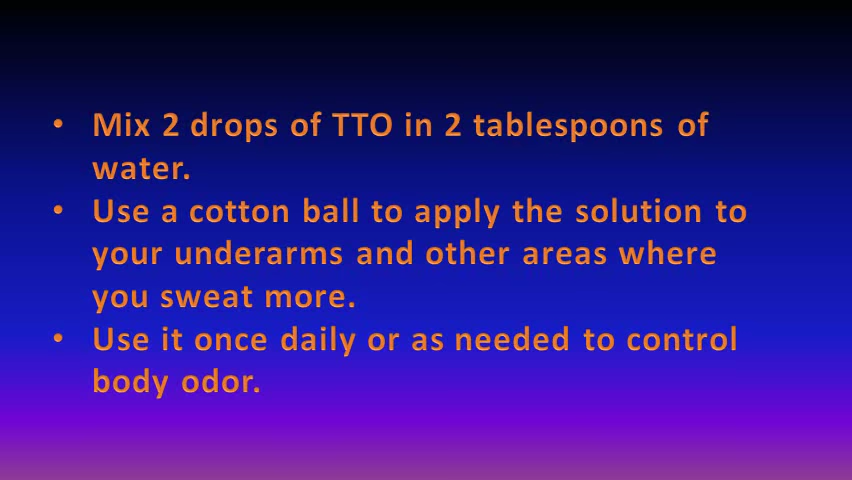 • Mix 2 drops of TTO in 2 tablespoons of
water.
• Use a cotton ball to apply the solution to
your underarms and other areas where
you sweat more.
• Use it once daily or as needed to control
body odor.